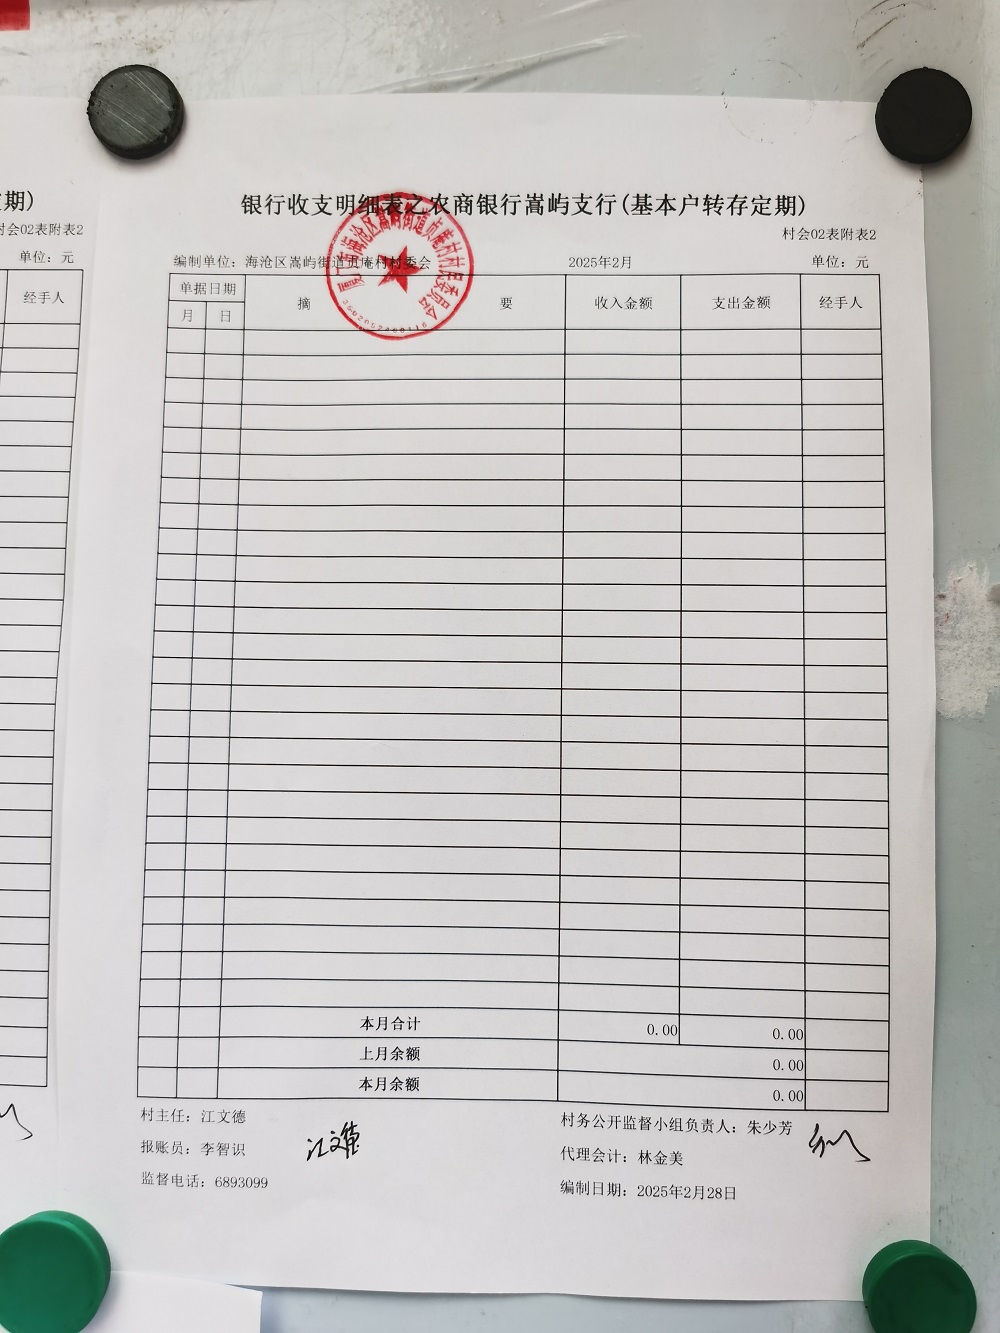 期)
村会02表附表2
单位：元
经手人
银行收支明细表之农商银行嵩屿支行(基本户转存定期)
村会02表附表2
编制单位：海沧区嵩屿街道贞庵村村委会 2025年2月 单位：元
单据日期 摘 要 收入金额 支出金额 经手人
月 日
本月合计 0.00 0.00
上月余额 0.00
本月余额 0.00
村主任：江文德 村务公开监督小组负责人：朱少芳
江文德
报账员：李智识 代理会计：林金美
监督电话：6893099 编制日期：2025年2月28日